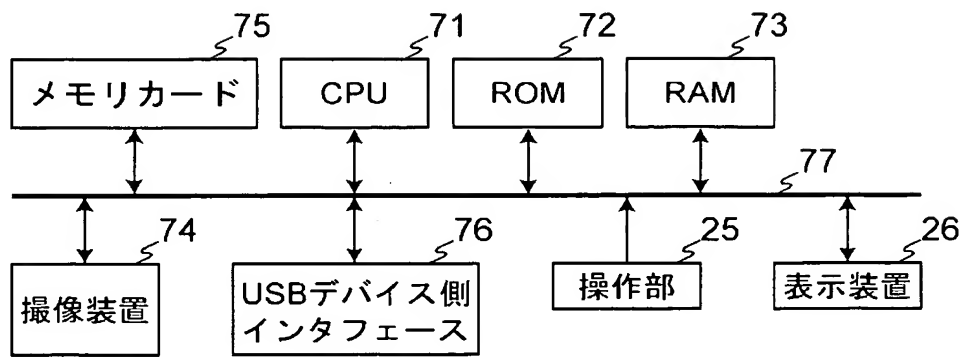 75
71
72
73
メモリカード
CPU
ROM
RAM
77
74
76
25
26
撮像装置
USBデバイス側
インタフェース
操作部
表示装置